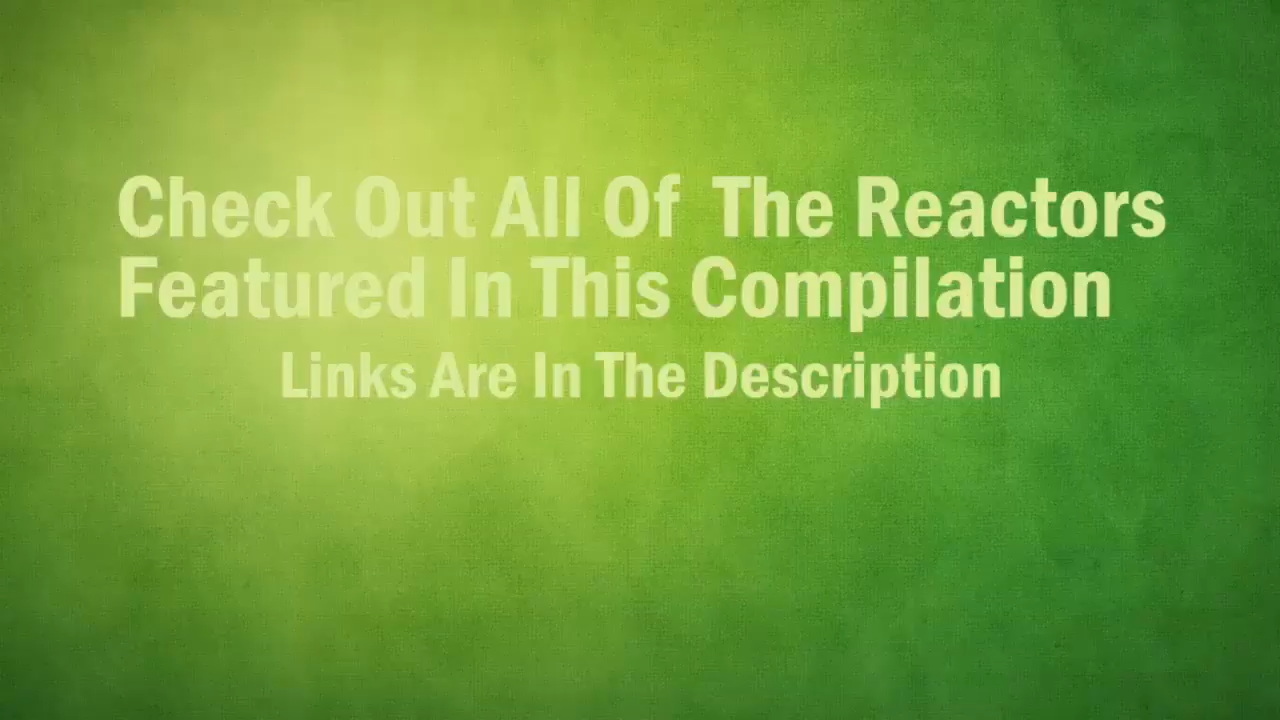 Check Out All Of The Reactors
Featured In This Compilation
Links Are In The Description